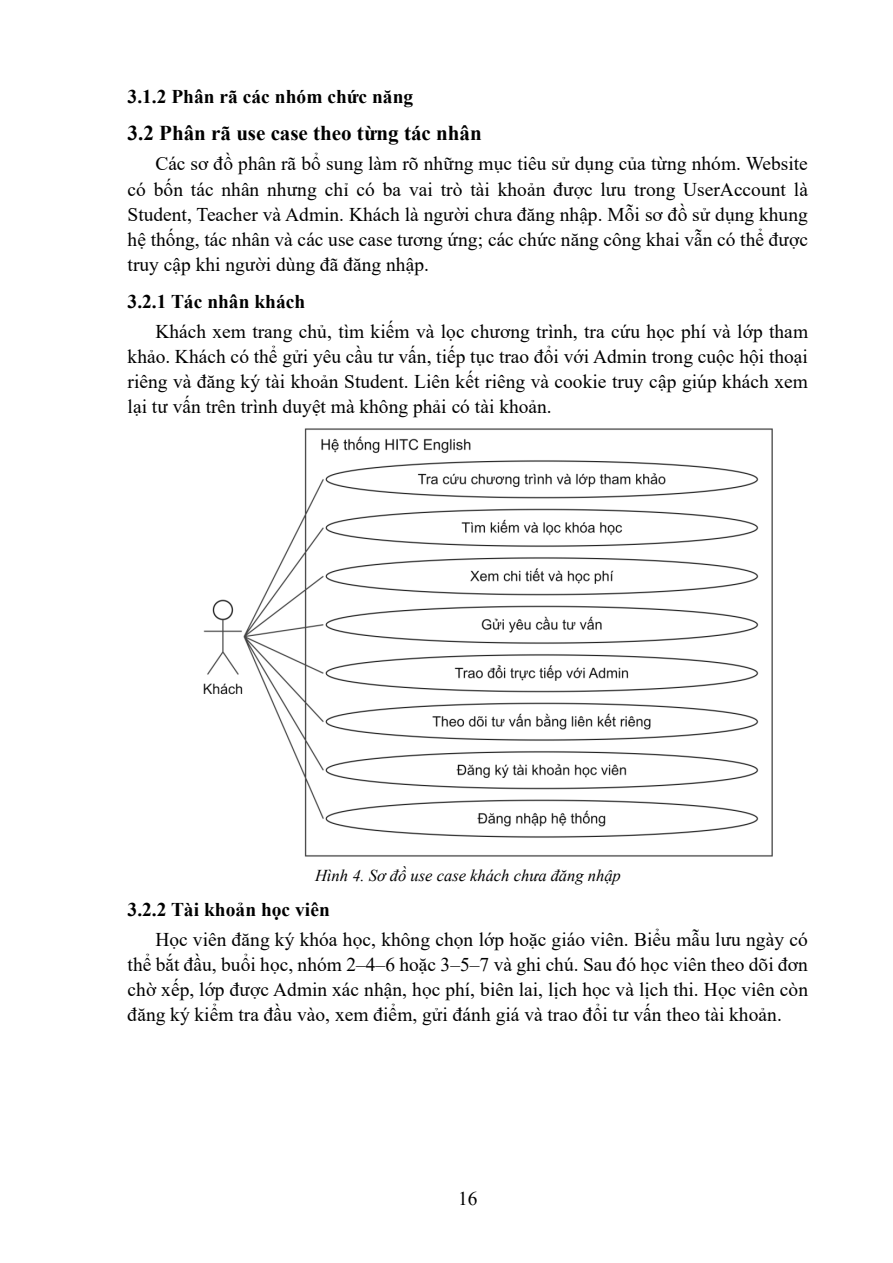 3.1.2 Phân rã các nhóm chức năng
3.2 Phân rã use case theo từng tác nhân
Các sơ đồ phân rã bổ sung làm rõ những mục tiêu sử dụng của từng nhóm. Website
có bốn tác nhân nhưng chỉ có ba vai trò tài khoản được lưu trong UserAccount là
Student, Teacher và Admin. Khách là người chưa đăng nhập. Mỗi sơ đồ sử dụng khung
hệ thống, tác nhân và các use case tương ứng; các chức năng công khai vẫn có thể được
truy cập khi người dùng đã đăng nhập.
3.2.1 Tác nhân khách
Khách xem trang chủ, tìm kiếm và lọc chương trình, tra cứu học phí và lớp tham
khảo. Khách có thể gửi yêu cầu tư vấn, tiếp tục trao đổi với Admin trong cuộc hội thoại
riêng và đăng ký tài khoản Student. Liên kết riêng và cookie truy cập giúp khách xem
lại tư vấn trên trình duyệt mà không phải có tài khoản.
Hệ thống HITC English
Tra cứu chương trình và lớp tham khảo
Tìm kiếm và lọc khóa học
Xem chi tiết và học phí
Gửi yêu cầu tư vấn
Trao đổi trực tiếp với Admin
Khách
Theo dõi tư vấn bằng liên kết riêng
Đăng ký tài khoản học viên
Đăng nhập hệ thống
Hình 4. Sơ đồ use case khách chưa đăng nhập
3.2.2 Tài khoản học viên
Học viên đăng ký khóa học, không chọn lớp hoặc giáo viên. Biểu mẫu lưu ngày có
thể bắt đầu, buổi học, nhóm 2–4–6 hoặc 3–5–7 và ghi chú. Sau đó học viên theo dõi đơn
chờ xếp, lớp được Admin xác nhận, học phí, biên lai, lịch học và lịch thi. Học viên còn
đăng ký kiểm tra đầu vào, xem điểm, gửi đánh giá và trao đổi tư vấn theo tài khoản.
16